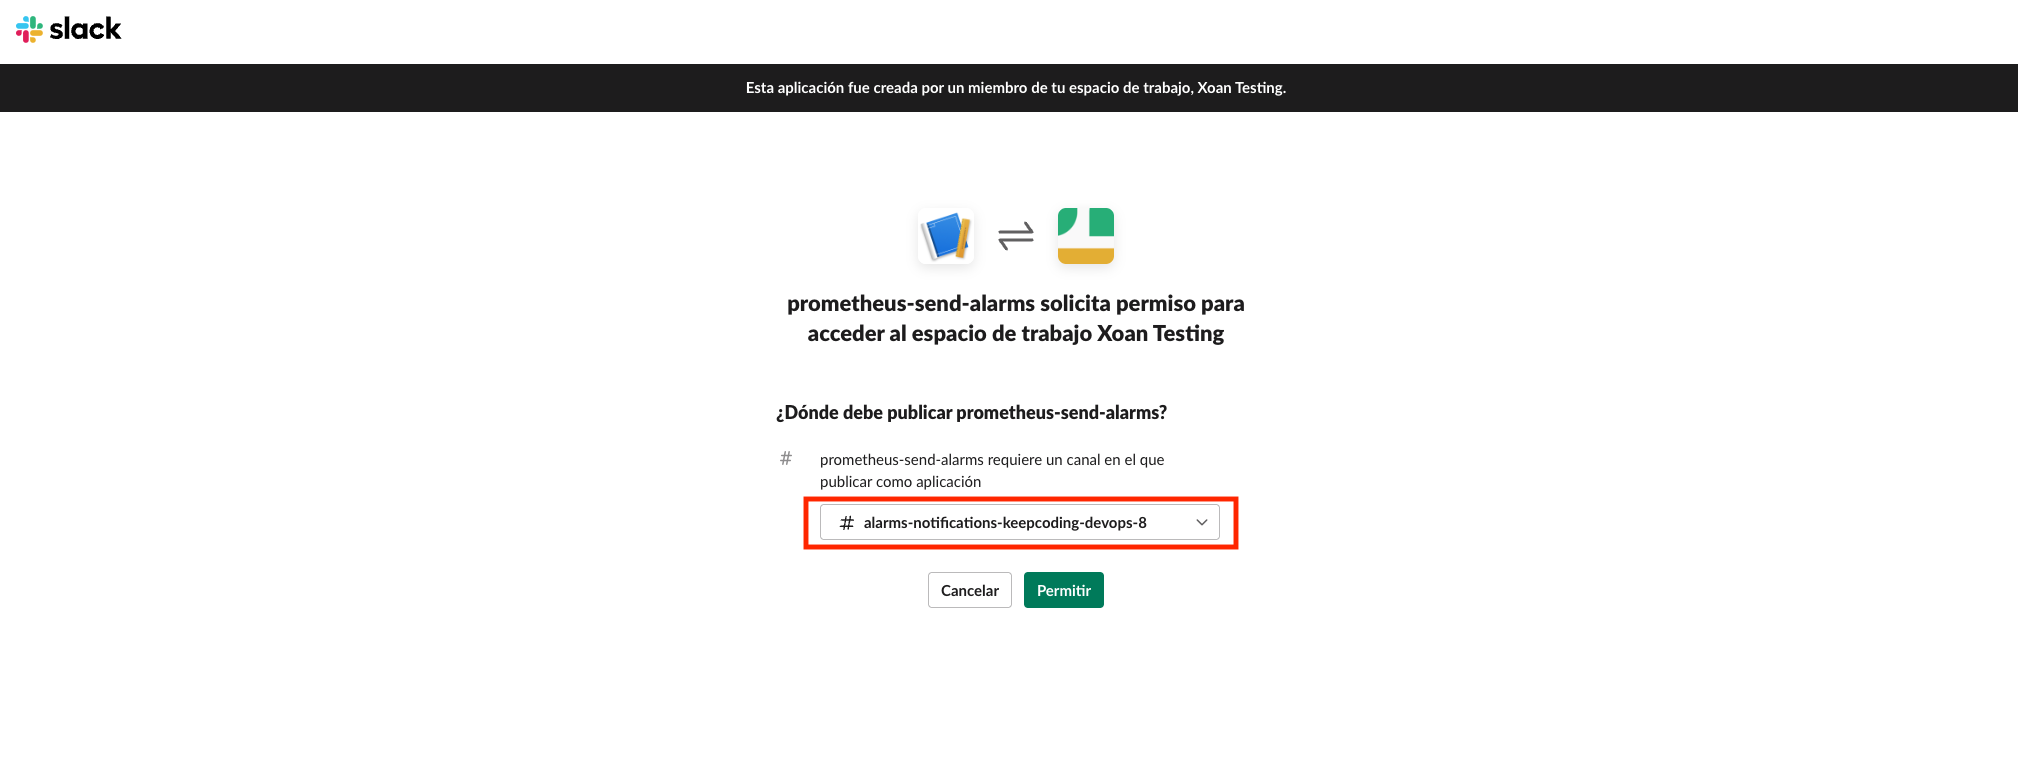 slack
Esta aplicación fue creada por un miembro de tu espacio de trabajo, Xoan Testing.
prometheus-send-alarms solicita permiso para
acceder al espacio de trabajo Xoan Testing
¿Dónde debe publicar prometheus-send-alarms?
# prometheus-send-alarms requiere un canal en el que
publicar como aplicación
# alarms-notifications-keepcoding-devops-8
Cancelar Permitir